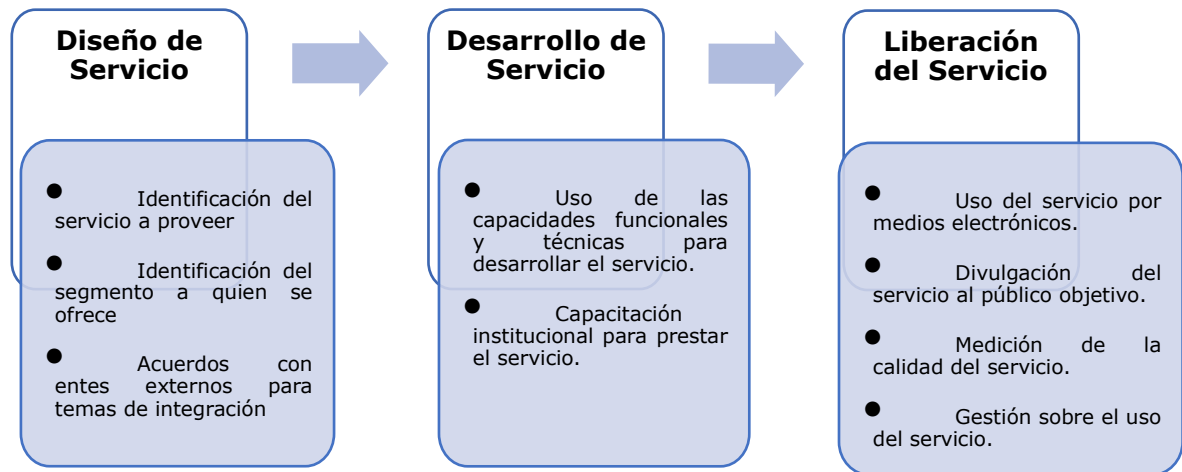 Diseño de
Servicio
● Identificación del
servicio a proveer
● Identificación del
segmento a quien se
ofrece
● Acuerdos con
entes externos para
temas de integración
Desarrollo de
Servicio
● Uso de las
capacidades funcionales
y técnicas para
desarrollar el servicio.
● Capacitación
institucional para prestar
el servicio.
Liberación
del Servicio
● Uso del servicio por
medios electrónicos.
● Divulgación del
servicio al público objetivo.
● Medición de la
calidad del servicio.
● Gestión sobre el uso
del servicio.